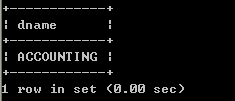 +------------+
| dname      |
+------------+
| ACCOUNTING |
+------------+
1 row in set (0.00 sec)